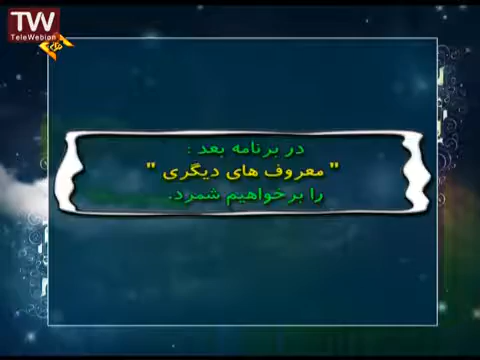 TW
TeleWebion
در برنامه بعد :
" معروف های دیگری "
را برخواهیم شمرد.